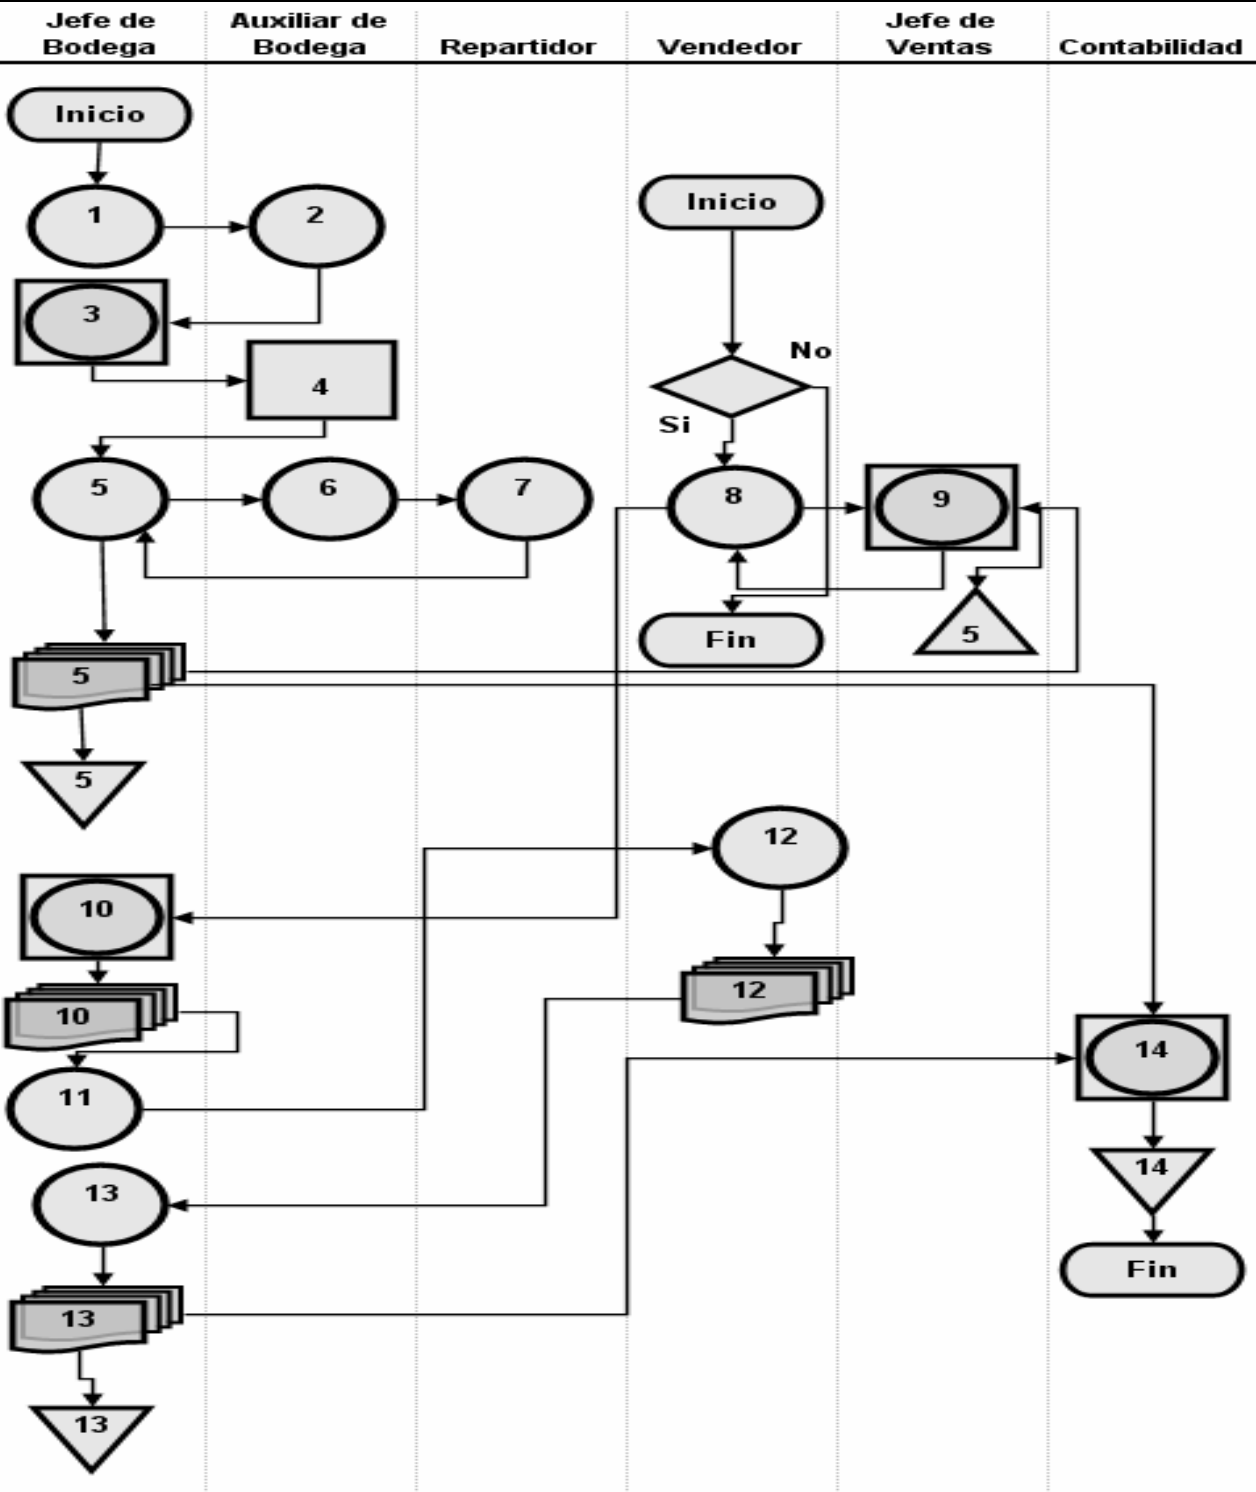 Jefe de Bodega
Auxiliar de Bodega
Repartidor
Vendedor
Jefe de Ventas
Contabilidad
Inicio
1
2
Inicio
3
No
4
Si
5
6
7
8
9
Fin
5
5
5
12
10
12
10
14
11
14
13
Fin
13
13